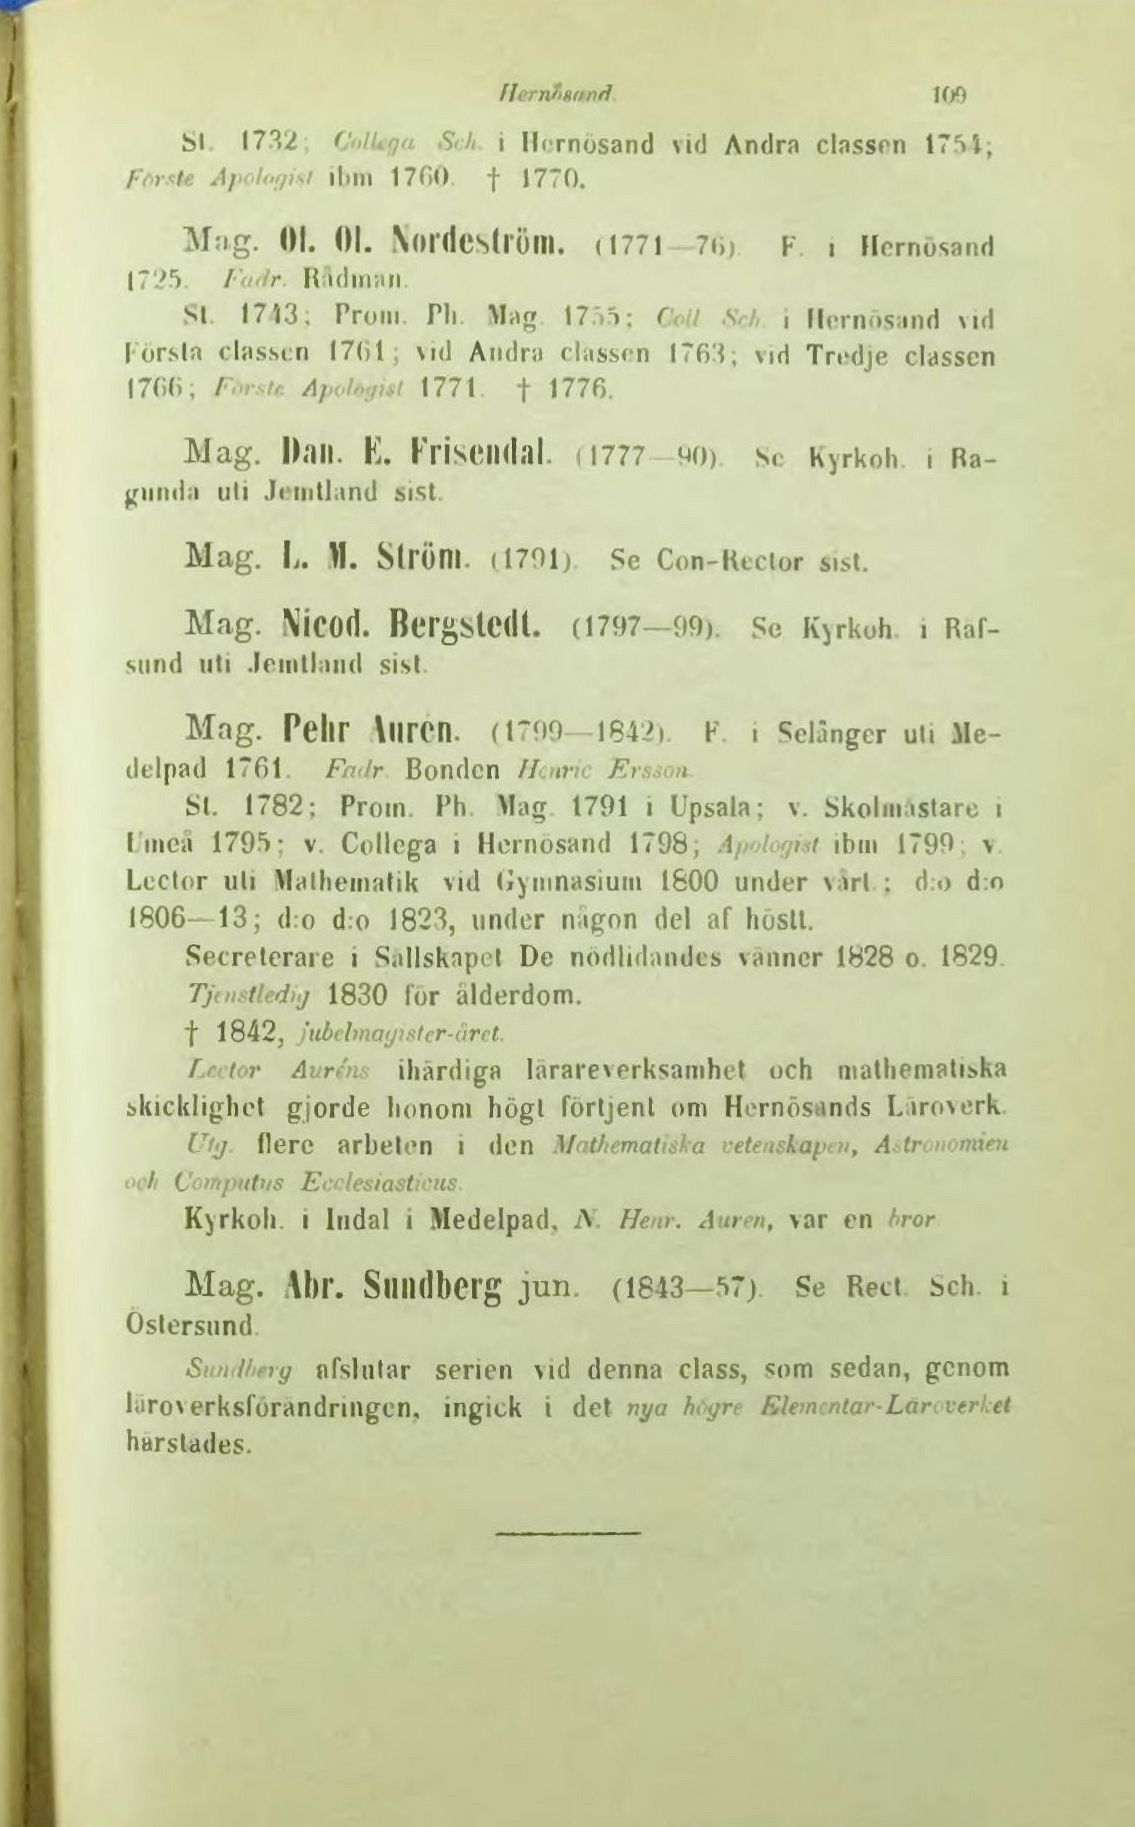 Hernösand. 109
St. 1732; Collega Sch. i Hernösand vid Andra classen 1754;
Förste Apologist ibm 1760. † 1770.
Mag. Ol. Ol. Nordeström. (1771—76). F. i Hernösand
1725. Fadr. Rådman.
St. 1743; Prom. Ph. Mag. 1755; Coll. Sch. i Hernösand vid
Första classen 1761; vid Andra classen 1763; vid Tredje classen
1766; Förste Apologist 1771. † 1776.
Mag. Dan. E. Frisendal. (1777—90). Se Kyrkoh. i Ra-
gunda uti Jemtland sist.
Mag. L. M. Ström. (1791). Se Con-Rector sist.
Mag. Nicod. Bergstedt. (1797—99). Se Kyrkoh. i Raf-
sund uti Jemtland sist.
Mag. Pehr Auren. (1799—1842). F. i Selånger uti Me-
delpad 1761. Fadr. Bonden Henric Ersson.
St. 1782; Prom. Ph. Mag. 1791 i Upsala; v. Skolmästare i
Umeå 1795; v. Collega i Hernösand 1798; Apologist ibm 1799; v.
Lector uti Mathematik vid Gymnasium 1800 under vårt.; d:o d:o
1806—13; d:o d:o 1823, under någon del af höstt.
Secreterare i Sällskapet De nödlidandes vänner 1828 o. 1829.
Tjenstledig 1830 för ålderdom.
† 1842, jubelmagister-året.
Lector Auréns ihärdiga lärareverksamhet och mathematiska
skicklighet gjorde honom högt förtjent om Hernösands Läroverk.
Utg. flere arbeten i den Mathematiska vetenskapen, Astronomien
och Computus Ecclesiasticus.
Kyrkoh. i Indal i Medelpad, N. Henr. Auren, var en bror
Mag. Abr. Sundberg jun. (1843—57). Se Rect. Sch. i
Östersund.
Sundberg afslutar serien vid denna class, som sedan, genom
läroverksförändringen, ingick i det nya högre Elementar-Läroverket
härstädes.